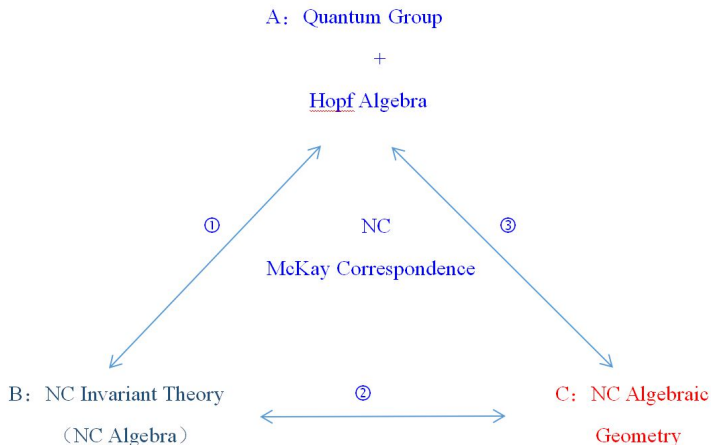 A：Quantum Group
+
Hopf Algebra
① ③
NC
McKay Correspondence
②
B：NC Invariant Theory
（NC Algebra）
C：NC Algebraic
Geometry